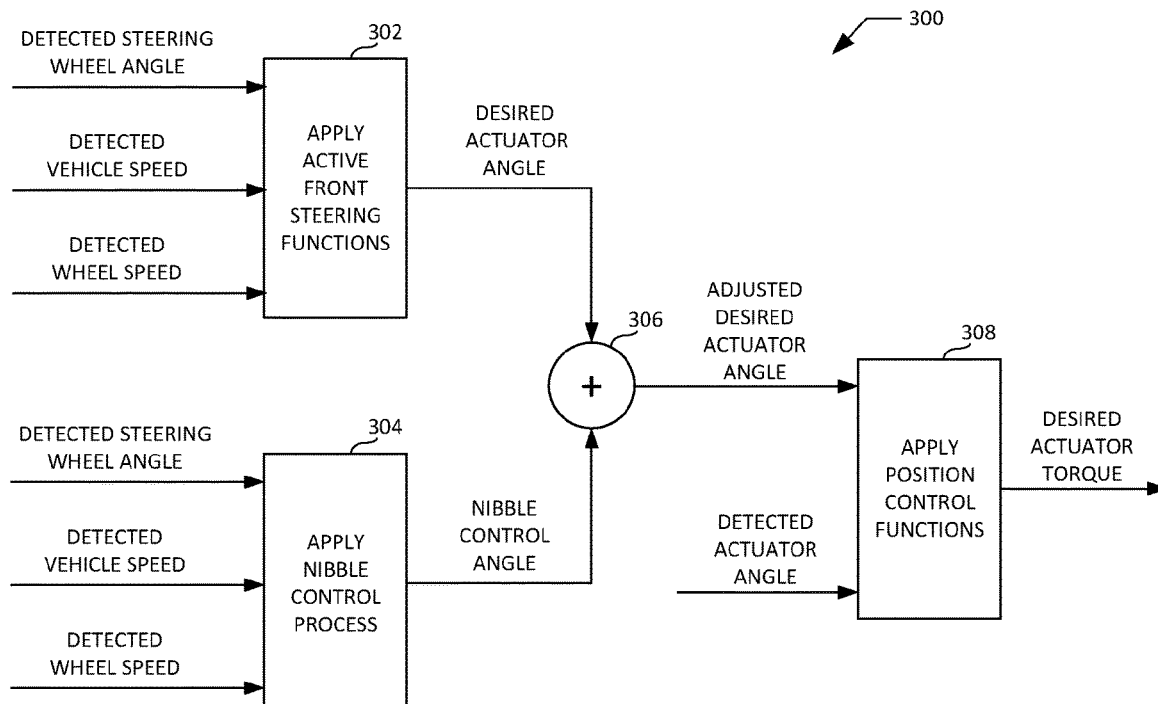 300
302
DETECTED STEERING
WHEEL ANGLE
DETECTED
VEHICLE SPEED
DETECTED
WHEEL SPEED
APPLY
ACTIVE
FRONT
STEERING
FUNCTIONS
DESIRED
ACTUATOR
ANGLE
306
+
ADJUSTED
DESIRED
ACTUATOR
ANGLE
304
DETECTED STEERING
WHEEL ANGLE
DETECTED
VEHICLE SPEED
DETECTED
WHEEL SPEED
APPLY
NIBBLE
CONTROL
PROCESS
NIBBLE
CONTROL
ANGLE
308
DETECTED
ACTUATOR
ANGLE
APPLY
POSITION
CONTROL
FUNCTIONS
DESIRED
ACTUATOR
TORQUE